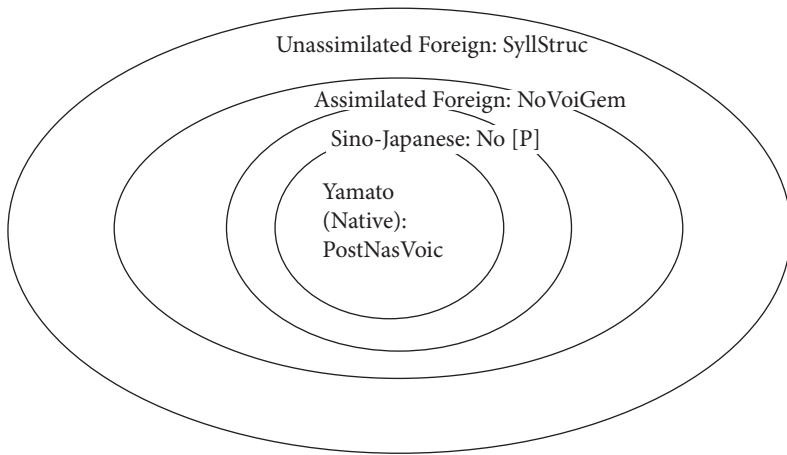 Unassimilated Foreign: SyllStruc
Assimilated Foreign: NoVoiGem
Sino-Japanese: No [P]
Yamato
(Native):
PostNasVoic